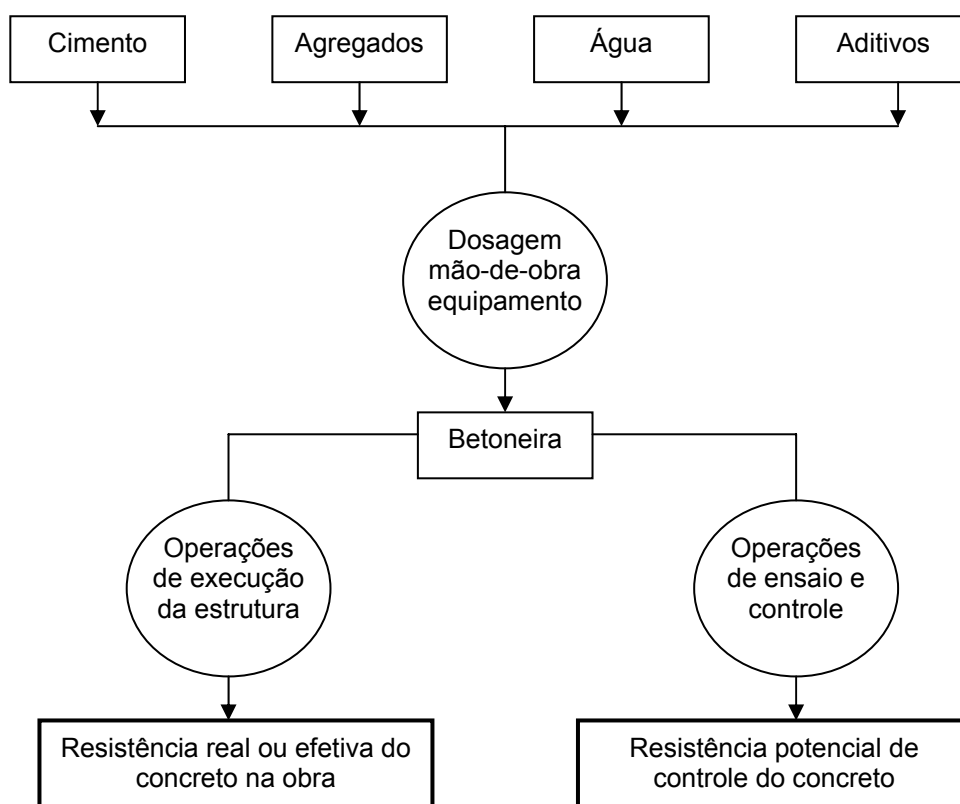 Cimento
Agregados
Água
Aditivos
Dosagem
mão-de-obra
equipamento
Betoneira
Operações
de execução
da estrutura
Operações
de ensaio e
controle
Resistência real ou efetiva do
concreto na obra
Resistência potencial de
controle do concreto